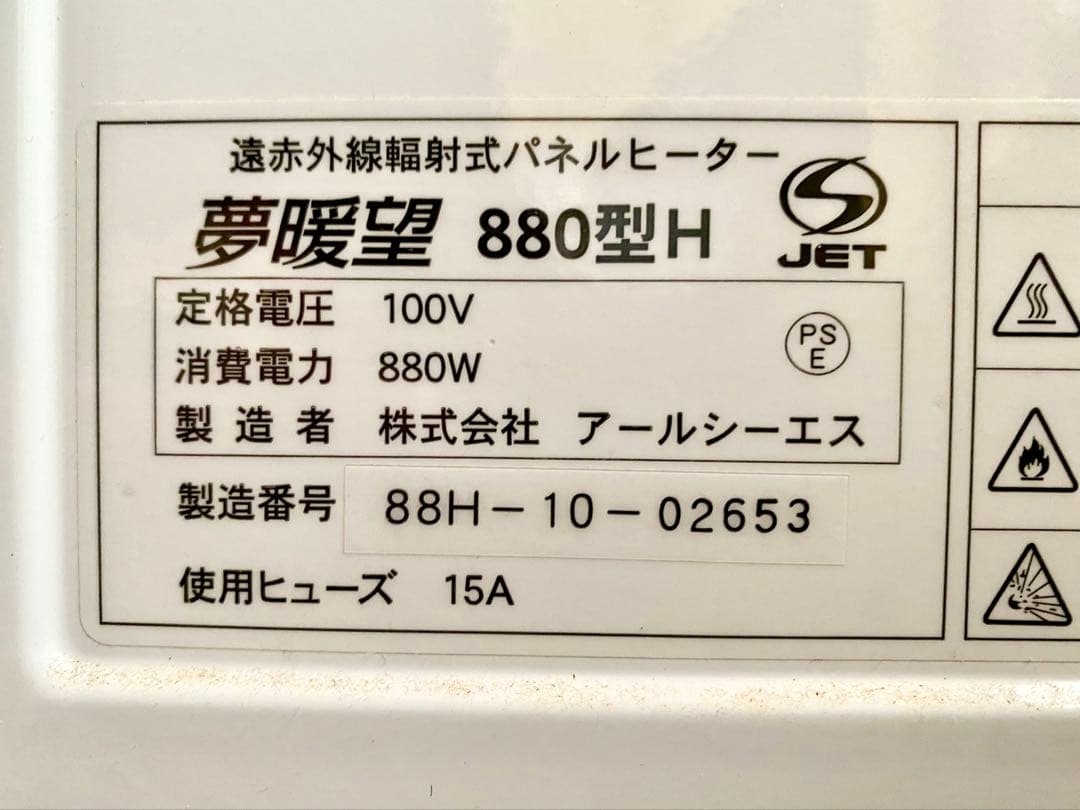 遠赤外線輻射式パネルヒーター
夢暖望 880型H
JET
定格電圧 100V
PS
E
消費電力 880W
製造者 株式会社 アールシーエス
製造番号 88H-10-02653
使用ヒューズ 15A